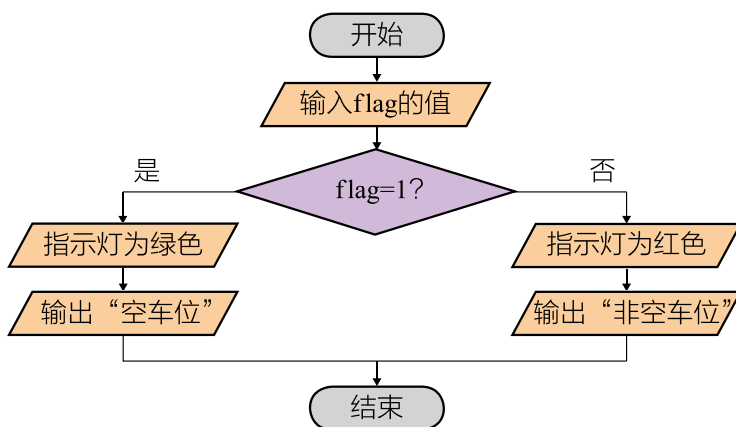 开始
输入flag的值
flag=1？
是
否
指示灯为绿色
指示灯为红色
输出“空车位”
输出“非空车位”
结束